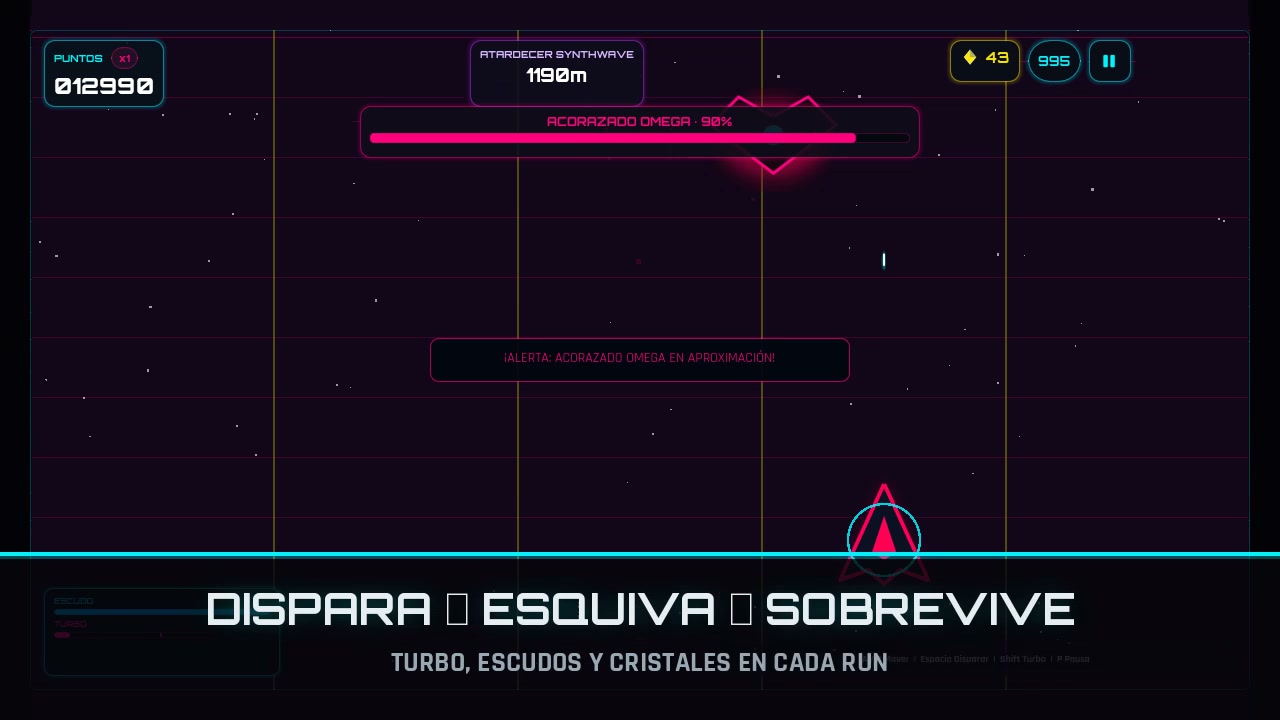 PUNTOS x1
012990
ATARDECER SYNTHWAVE
1190m
43
995
ACORAZADO OMEGA · 90%
¡ALERTA: ACORAZADO OMEGA EN APROXIMACIÓN!
ESCUDO
TURBO
DISPARA ▯ ESQUIVA ▯ SOBREVIVE
TURBO, ESCUDOS Y CRISTALES EN CADA RUN
Mover | Espacio Disparar | Shift Turbo | P Pausa